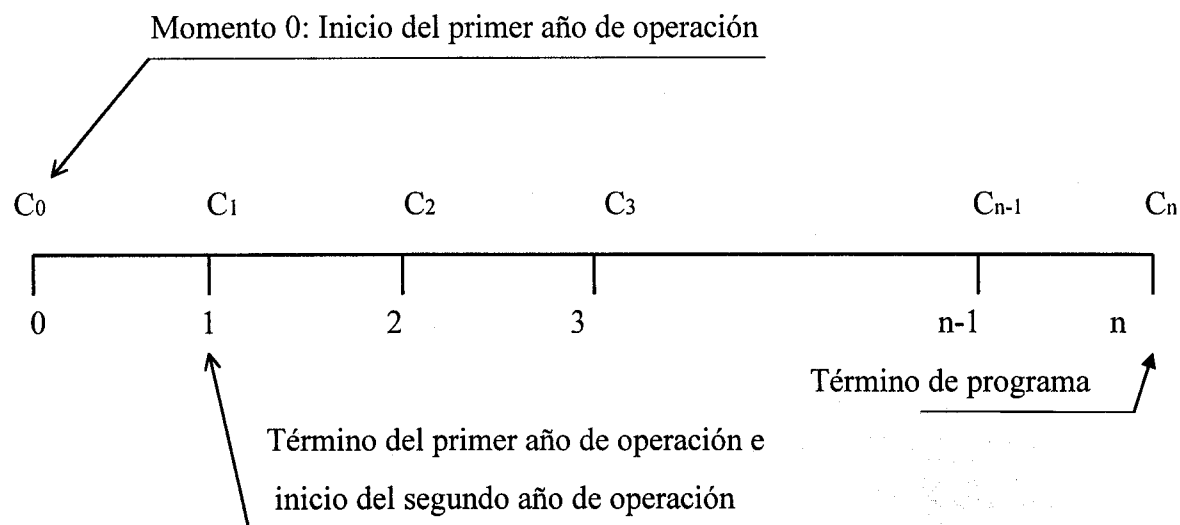 Momento 0: Inicio del primer año de operación
C0 C1 C2 C3 Cn-1 Cn
0 1 2 3 n-1 n
Término de programa
Término del primer año de operación e
inicio del segundo año de operación